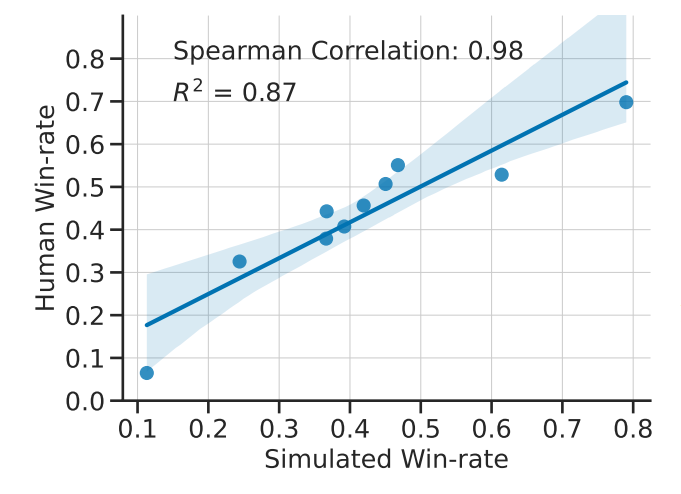 Spearman Correlation: 0.98
R² = 0.87
Human Win-rate
0.8
0.7
0.6
0.5
0.4
0.3
0.2
0.1
0.0
0.1 0.2 0.3 0.4 0.5 0.6 0.7 0.8
Simulated Win-rate